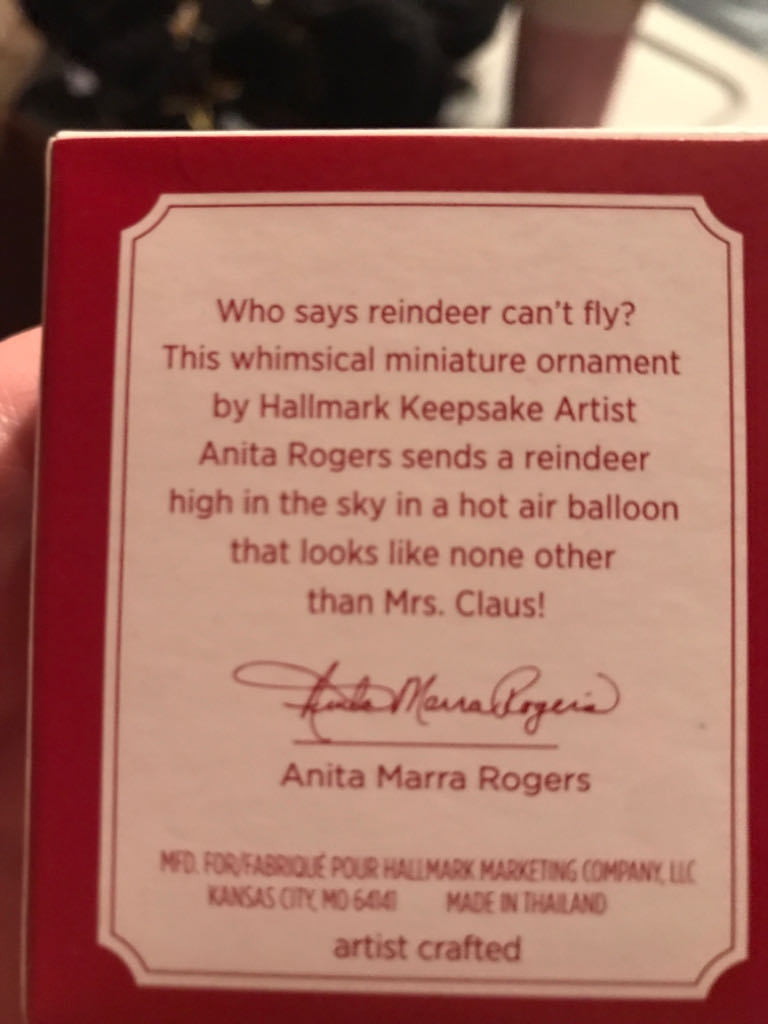 Who says reindeer can't fly?
This whimsical miniature ornament
by Hallmark Keepsake Artist
Anita Rogers sends a reindeer
high in the sky in a hot air balloon
that looks like none other
than Mrs. Claus!
Anita Marra Rogers
Anita Marra Rogers
MFD. FOR/FABRIQUÉ POUR HALLMARK MARKETING COMPANY, LLC
KANSAS CITY, MO 64141 MADE IN THAILAND
artist crafted